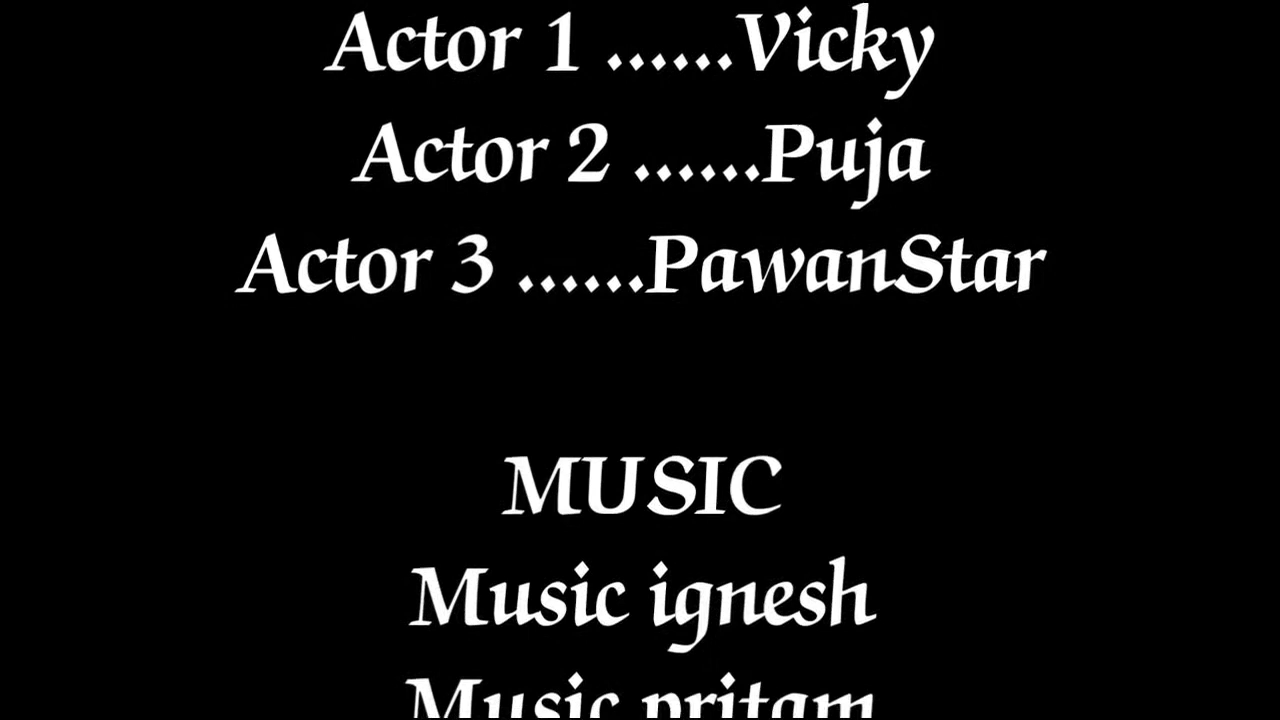 Actor 1 ......Vicky
Actor 2 ......Puja
Actor 3 ......PawanStar
MUSIC
Music ignesh
Music pritam